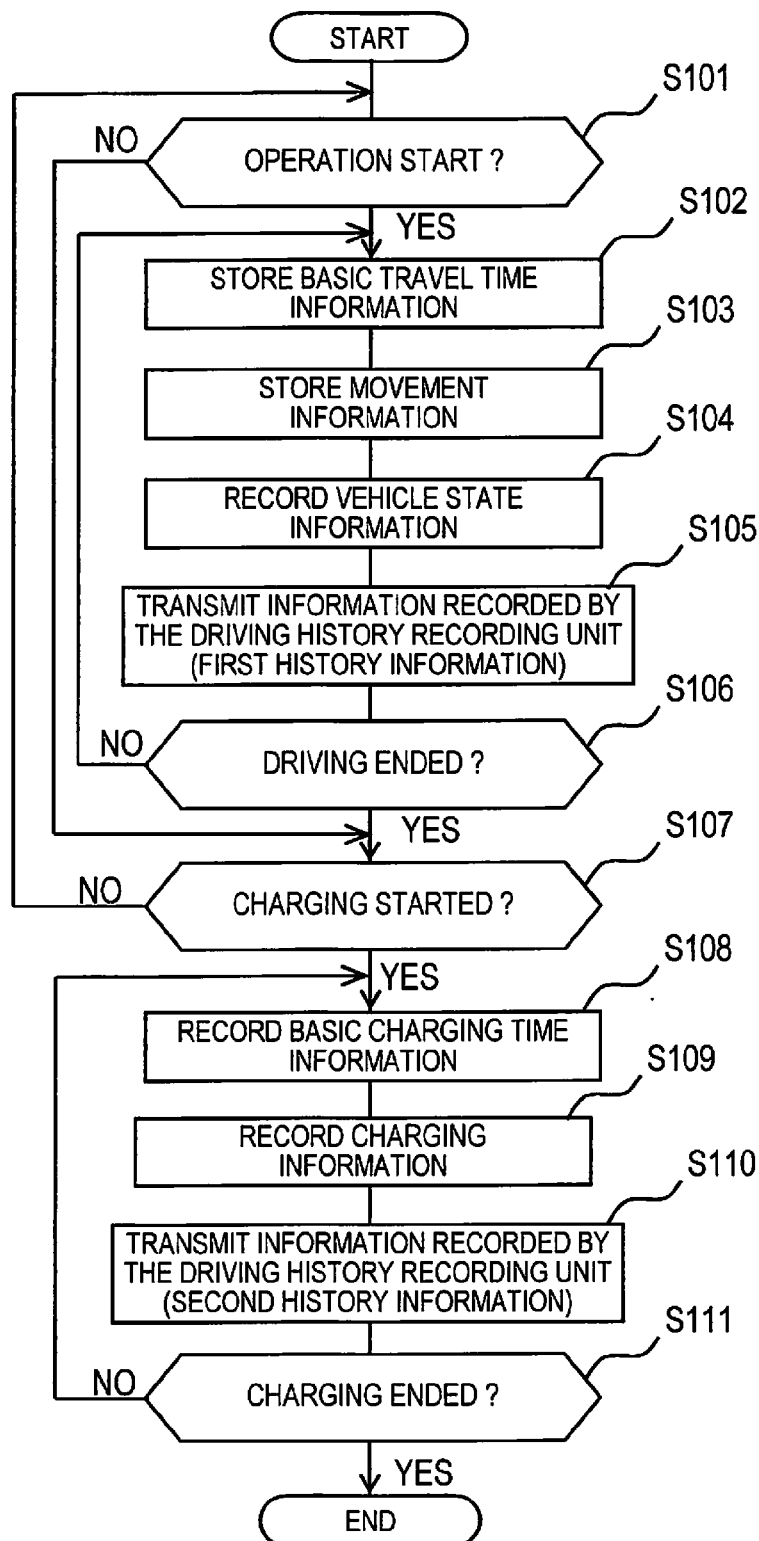 START
S101
NO
OPERATION START ?
YES
S102
STORE BASIC TRAVEL TIME
INFORMATION
S103
STORE MOVEMENT
INFORMATION
S104
RECORD VEHICLE STATE
INFORMATION
S105
TRANSMIT INFORMATION RECORDED BY
THE DRIVING HISTORY RECORDING UNIT
(FIRST HISTORY INFORMATION)
S106
NO
DRIVING ENDED ?
YES
S107
NO
CHARGING STARTED ?
YES
S108
RECORD BASIC CHARGING TIME
INFORMATION
S109
RECORD CHARGING
INFORMATION
S110
TRANSMIT INFORMATION RECORDED BY
THE DRIVING HISTORY RECORDING UNIT
(SECOND HISTORY INFORMATION)
S111
NO
CHARGING ENDED ?
YES
END